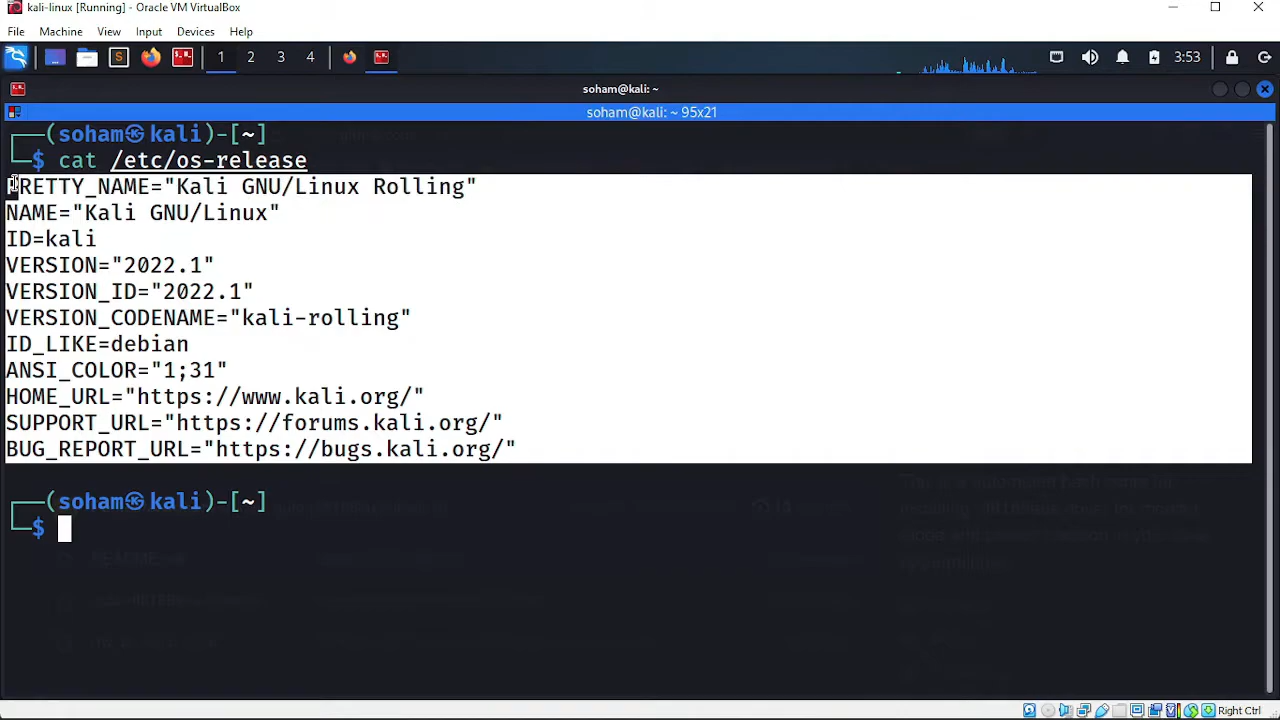 kali-linux [Running] - Oracle VM VirtualBox
File Machine View Input Devices Help
1 2 3 4 3:53
soham@kali: ~
soham@kali: ~ 95x21
┌──(soham㉿kali)-[~]
└─$ cat /etc/os-release
PRETTY_NAME="Kali GNU/Linux Rolling"
NAME="Kali GNU/Linux"
ID=kali
VERSION="2022.1"
VERSION_ID="2022.1"
VERSION_CODENAME="kali-rolling"
ID_LIKE=debian
ANSI_COLOR="1;31"
HOME_URL="https://www.kali.org/"
SUPPORT_URL="https://forums.kali.org/"
BUG_REPORT_URL="https://bugs.kali.org/"
┌──(soham㉿kali)-[~]
└─$
Right Ctrl